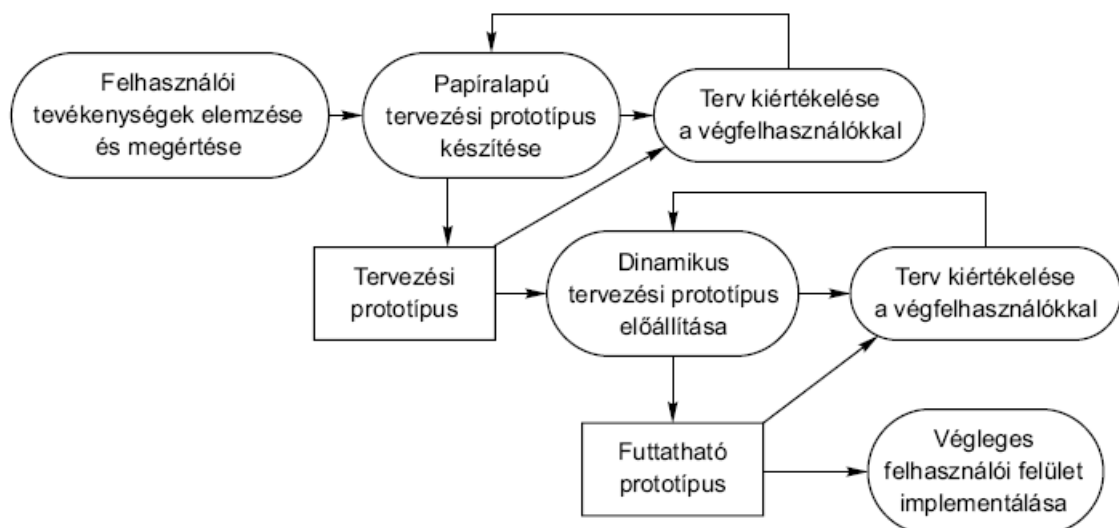 Felhasználói
tevékenységek elemzése
és megértése
Papíralapú
tervezési prototípus
készítése
Terv kiértékelése
a végfelhasználókkal
Tervezési
prototípus
Dinamikus
tervezési prototípus
előállítása
Terv kiértékelése
a végfelhasználókkal
Futtatható
prototípus
Végleges
felhasználói felület
implementálása